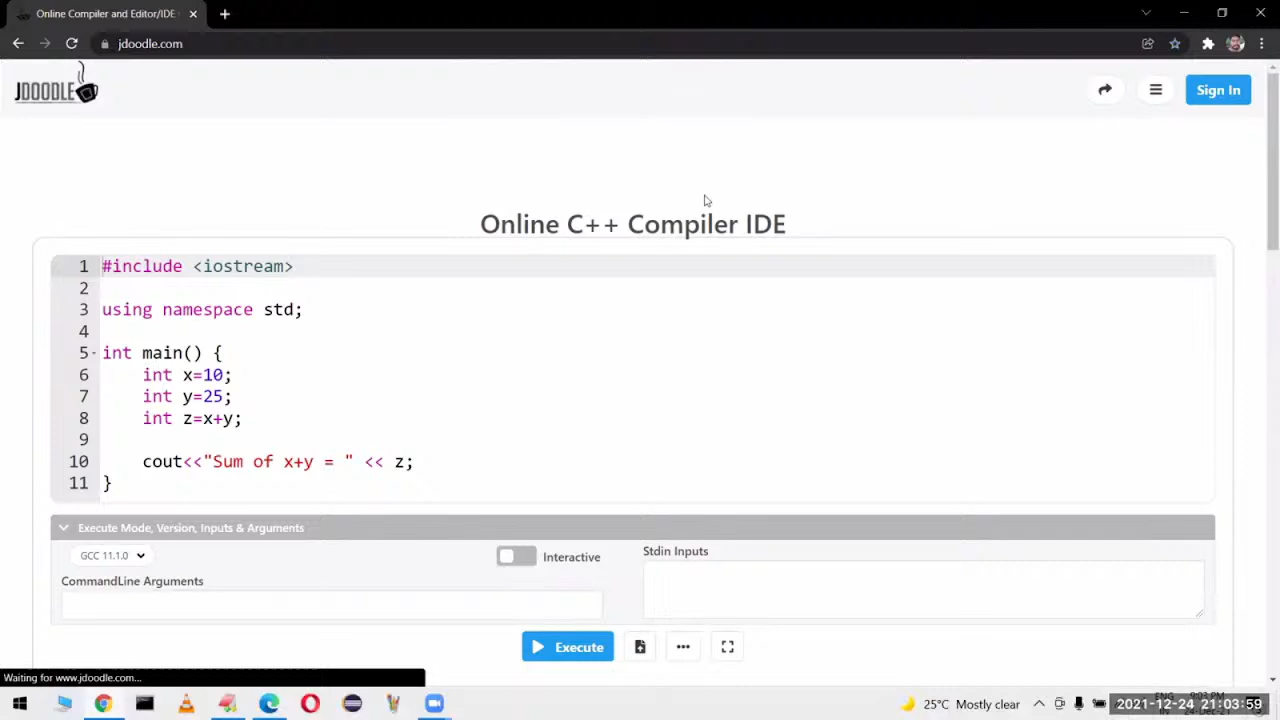 Online Compiler and Editor/IDE
jdoodle.com
JDOODLE
Sign In
Online C++ Compiler IDE
1 #include <iostream>
2
3 using namespace std;
4
5 int main() {
6 int x=10;
7 int y=25;
8 int z=x+y;
9
10 cout<<"Sum of x+y = " << z;
11 }
Execute Mode, Version, Inputs & Arguments
GCC 11.1.0
Interactive
Stdin Inputs
CommandLine Arguments
Execute
Waiting for www.jdoodle.com...
25°C Mostly clear
2021-12-24 21:03:59